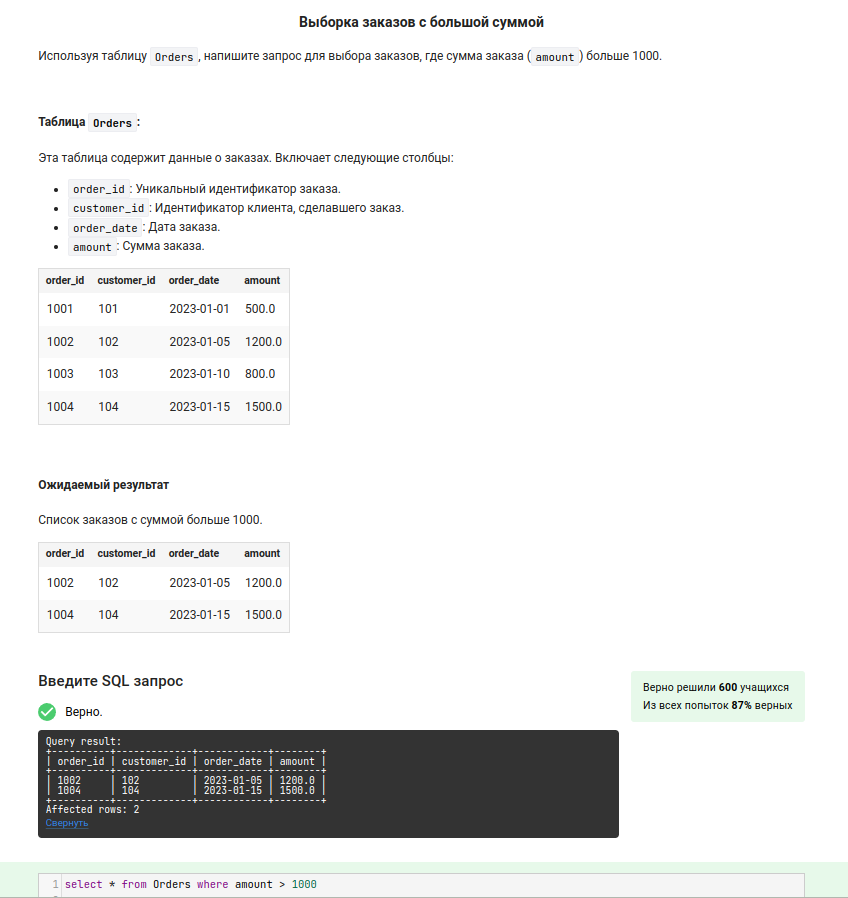 Выборка заказов с большой суммой
Используя таблицу Orders, напишите запрос для выбора заказов, где сумма заказа ( amount ) больше 1000.
Таблица Orders:
Эта таблица содержит данные о заказах. Включает следующие столбцы:
• order_id: Уникальный идентификатор заказа.
• customer_id: Идентификатор клиента, сделавшего заказ.
• order_date: Дата заказа.
• amount: Сумма заказа.
order_id customer_id order_date amount
1001 101 2023-01-01 500.0
1002 102 2023-01-05 1200.0
1003 103 2023-01-10 800.0
1004 104 2023-01-15 1500.0
Ожидаемый результат
Список заказов с суммой больше 1000.
order_id customer_id order_date amount
1002 102 2023-01-05 1200.0
1004 104 2023-01-15 1500.0
Введите SQL запрос
Верно решили 600 учащихся
Из всех попыток 87% верных
Верно.
Query result:
+----------+-------------+------------+--------+
| order_id | customer_id | order_date | amount |
+----------+-------------+------------+--------+
| 1002     | 102         | 2023-01-05 | 1200.0 |
| 1004     | 104         | 2023-01-15 | 1500.0 |
+----------+-------------+------------+--------+
Affected rows: 2
Свернуть
1 select * from Orders where amount > 1000